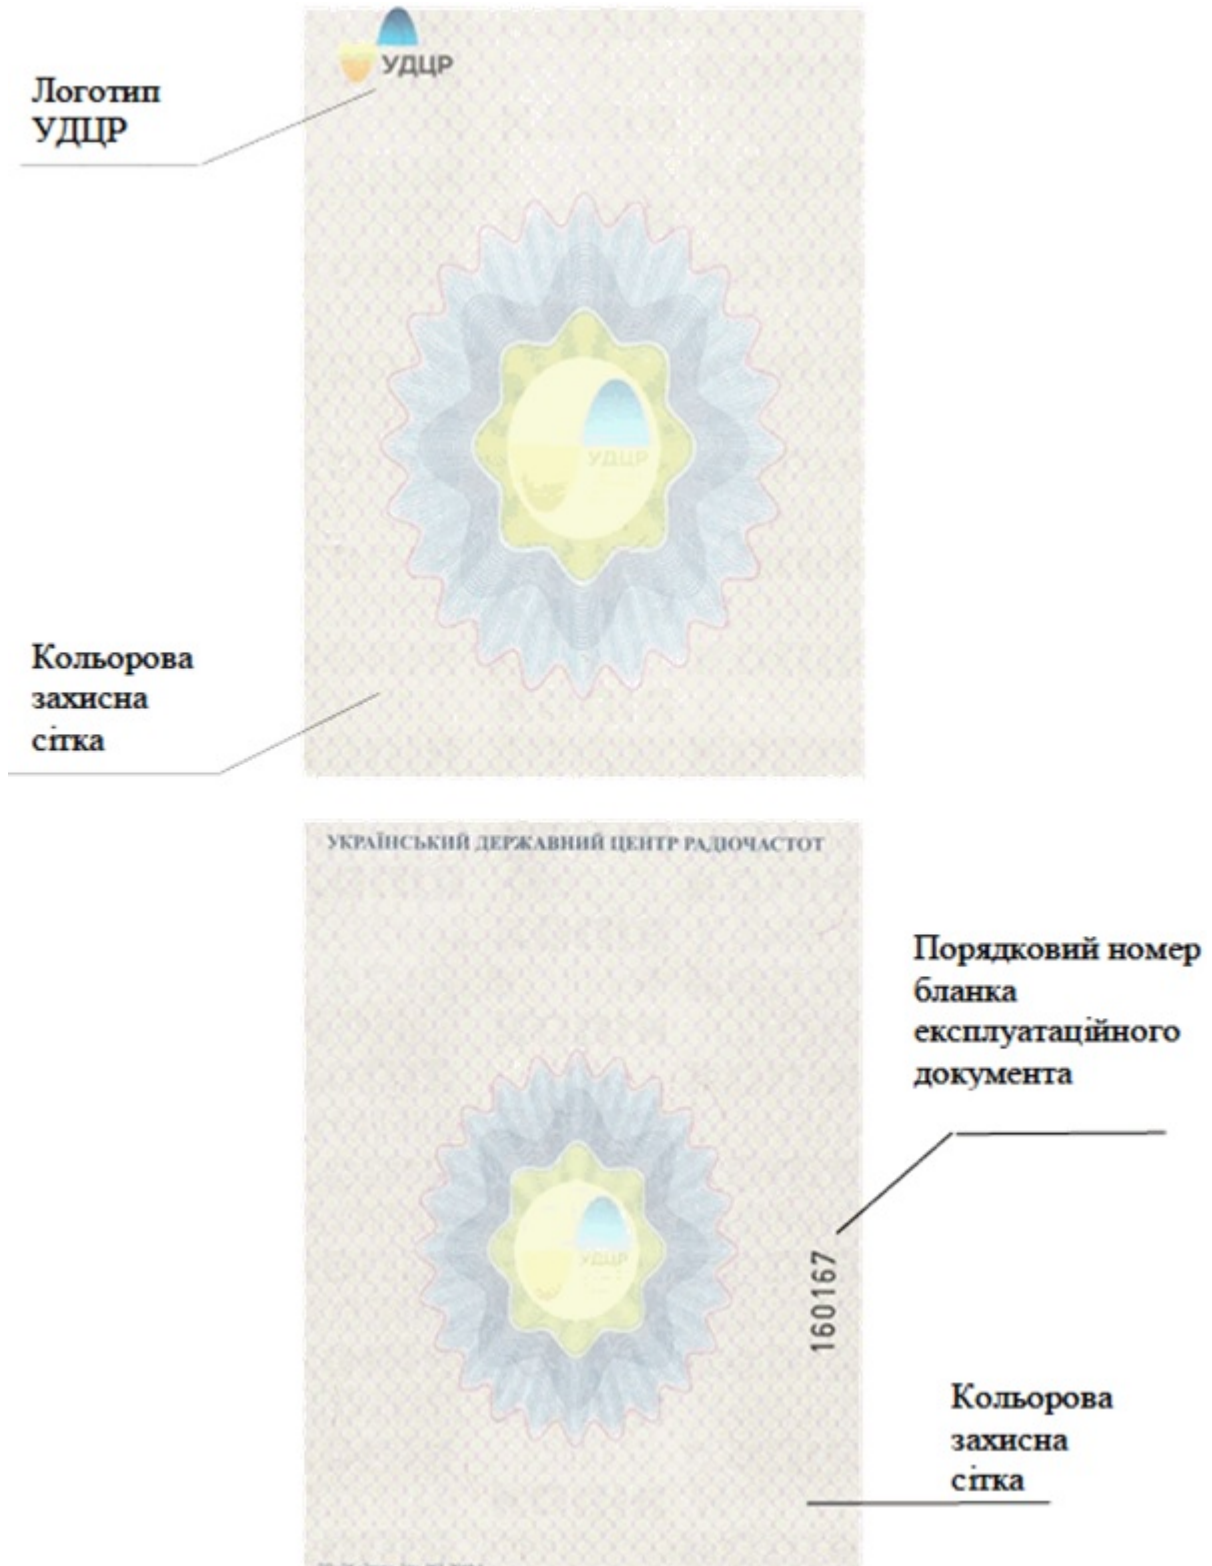 УДЦР
Логотип
УДЦР
УДЦР
Кольорова
захисна
сітка
УКРАЇНСЬКИЙ ДЕРЖАВНИЙ ЦЕНТР РАДІОЧАСТОТ
Порядковий номер
бланка
експлуатаційного
документа
УДЦР
160167
Кольорова
захисна
сітка